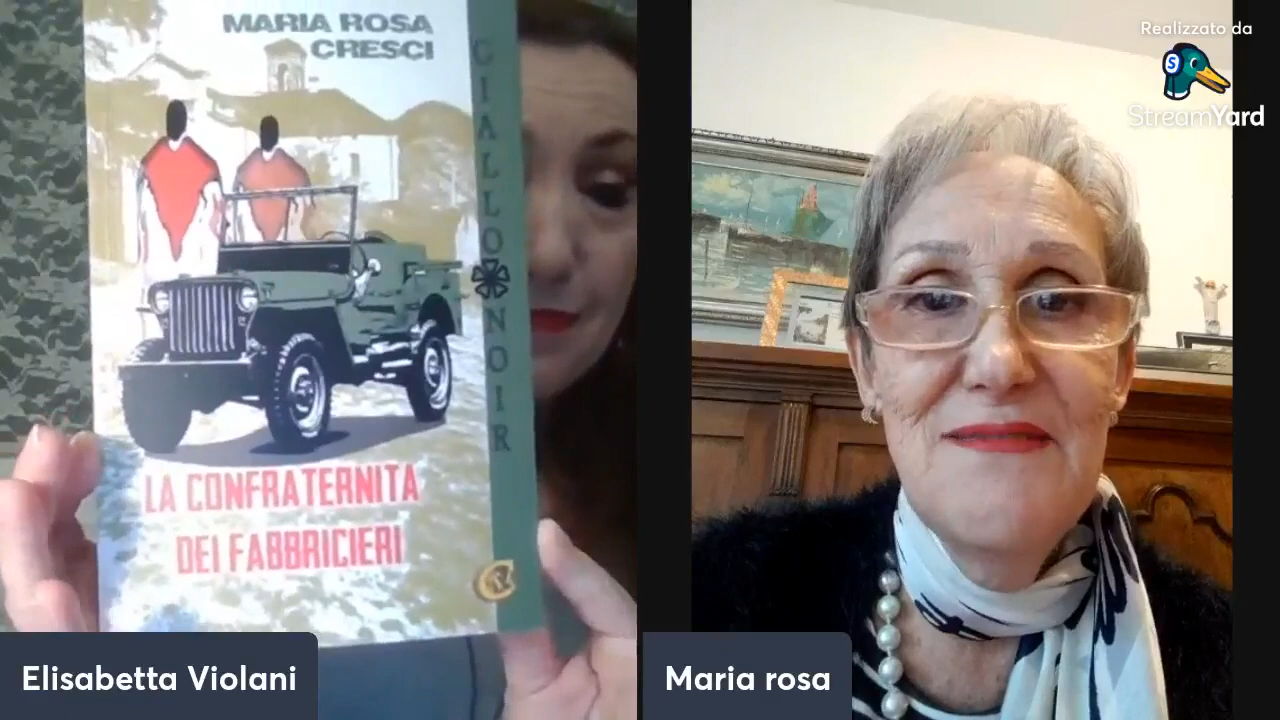 MARIA ROSA
CRESCI
GIALLO NOIR
LA CONFRATERNITA
DEI FABBRICIERI
Elisabetta Violani
Realizzato da
S
StreamYard
Maria rosa